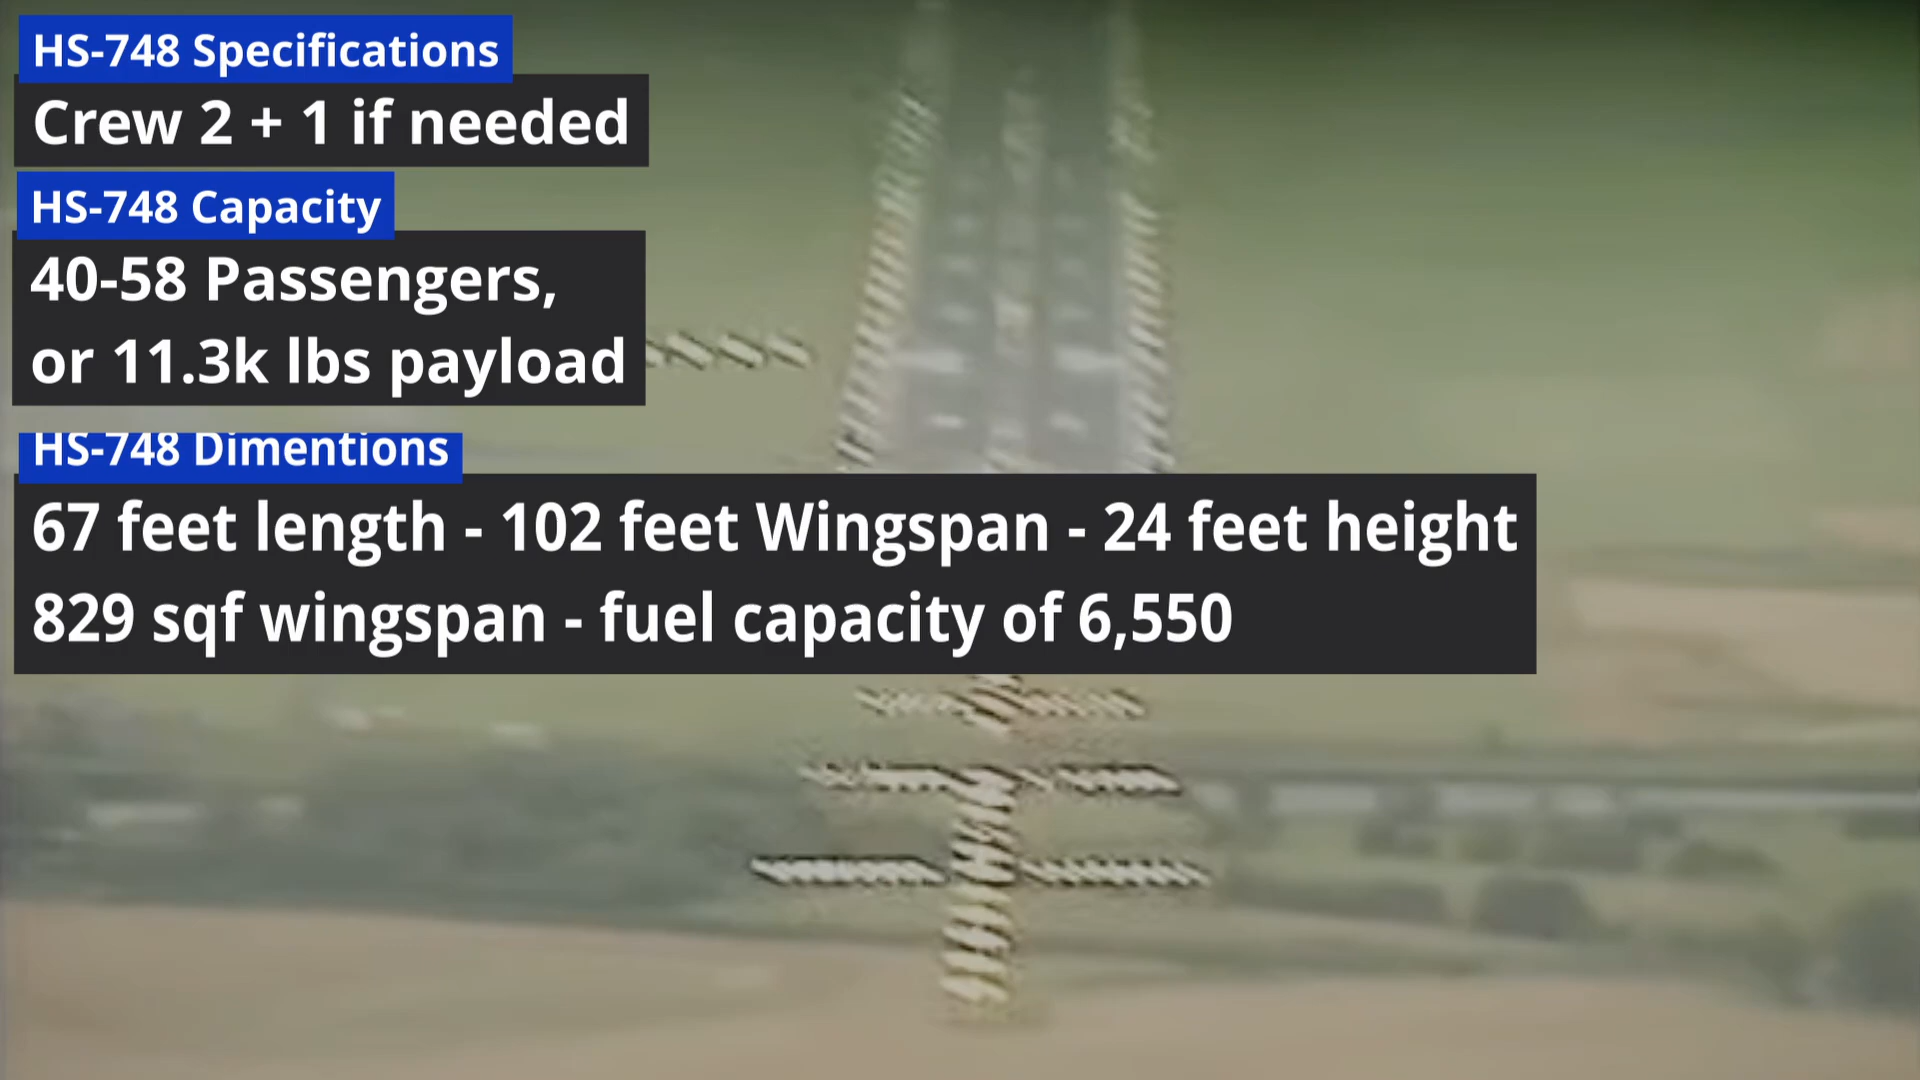 HS-748 Specifications
Crew 2 + 1 if needed
HS-748 Capacity
40-58 Passengers,
or 11.3k lbs payload
HS-748 Dimentions
67 feet length - 102 feet Wingspan - 24 feet height
829 sqf wingspan - fuel capacity of 6,550